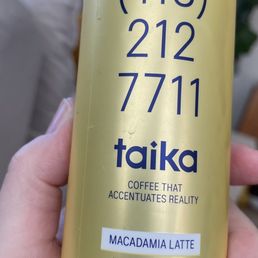 212
7711
taika
COFFEE THAT
ACCENTUATES REALITY
MACADAMIA LATTE